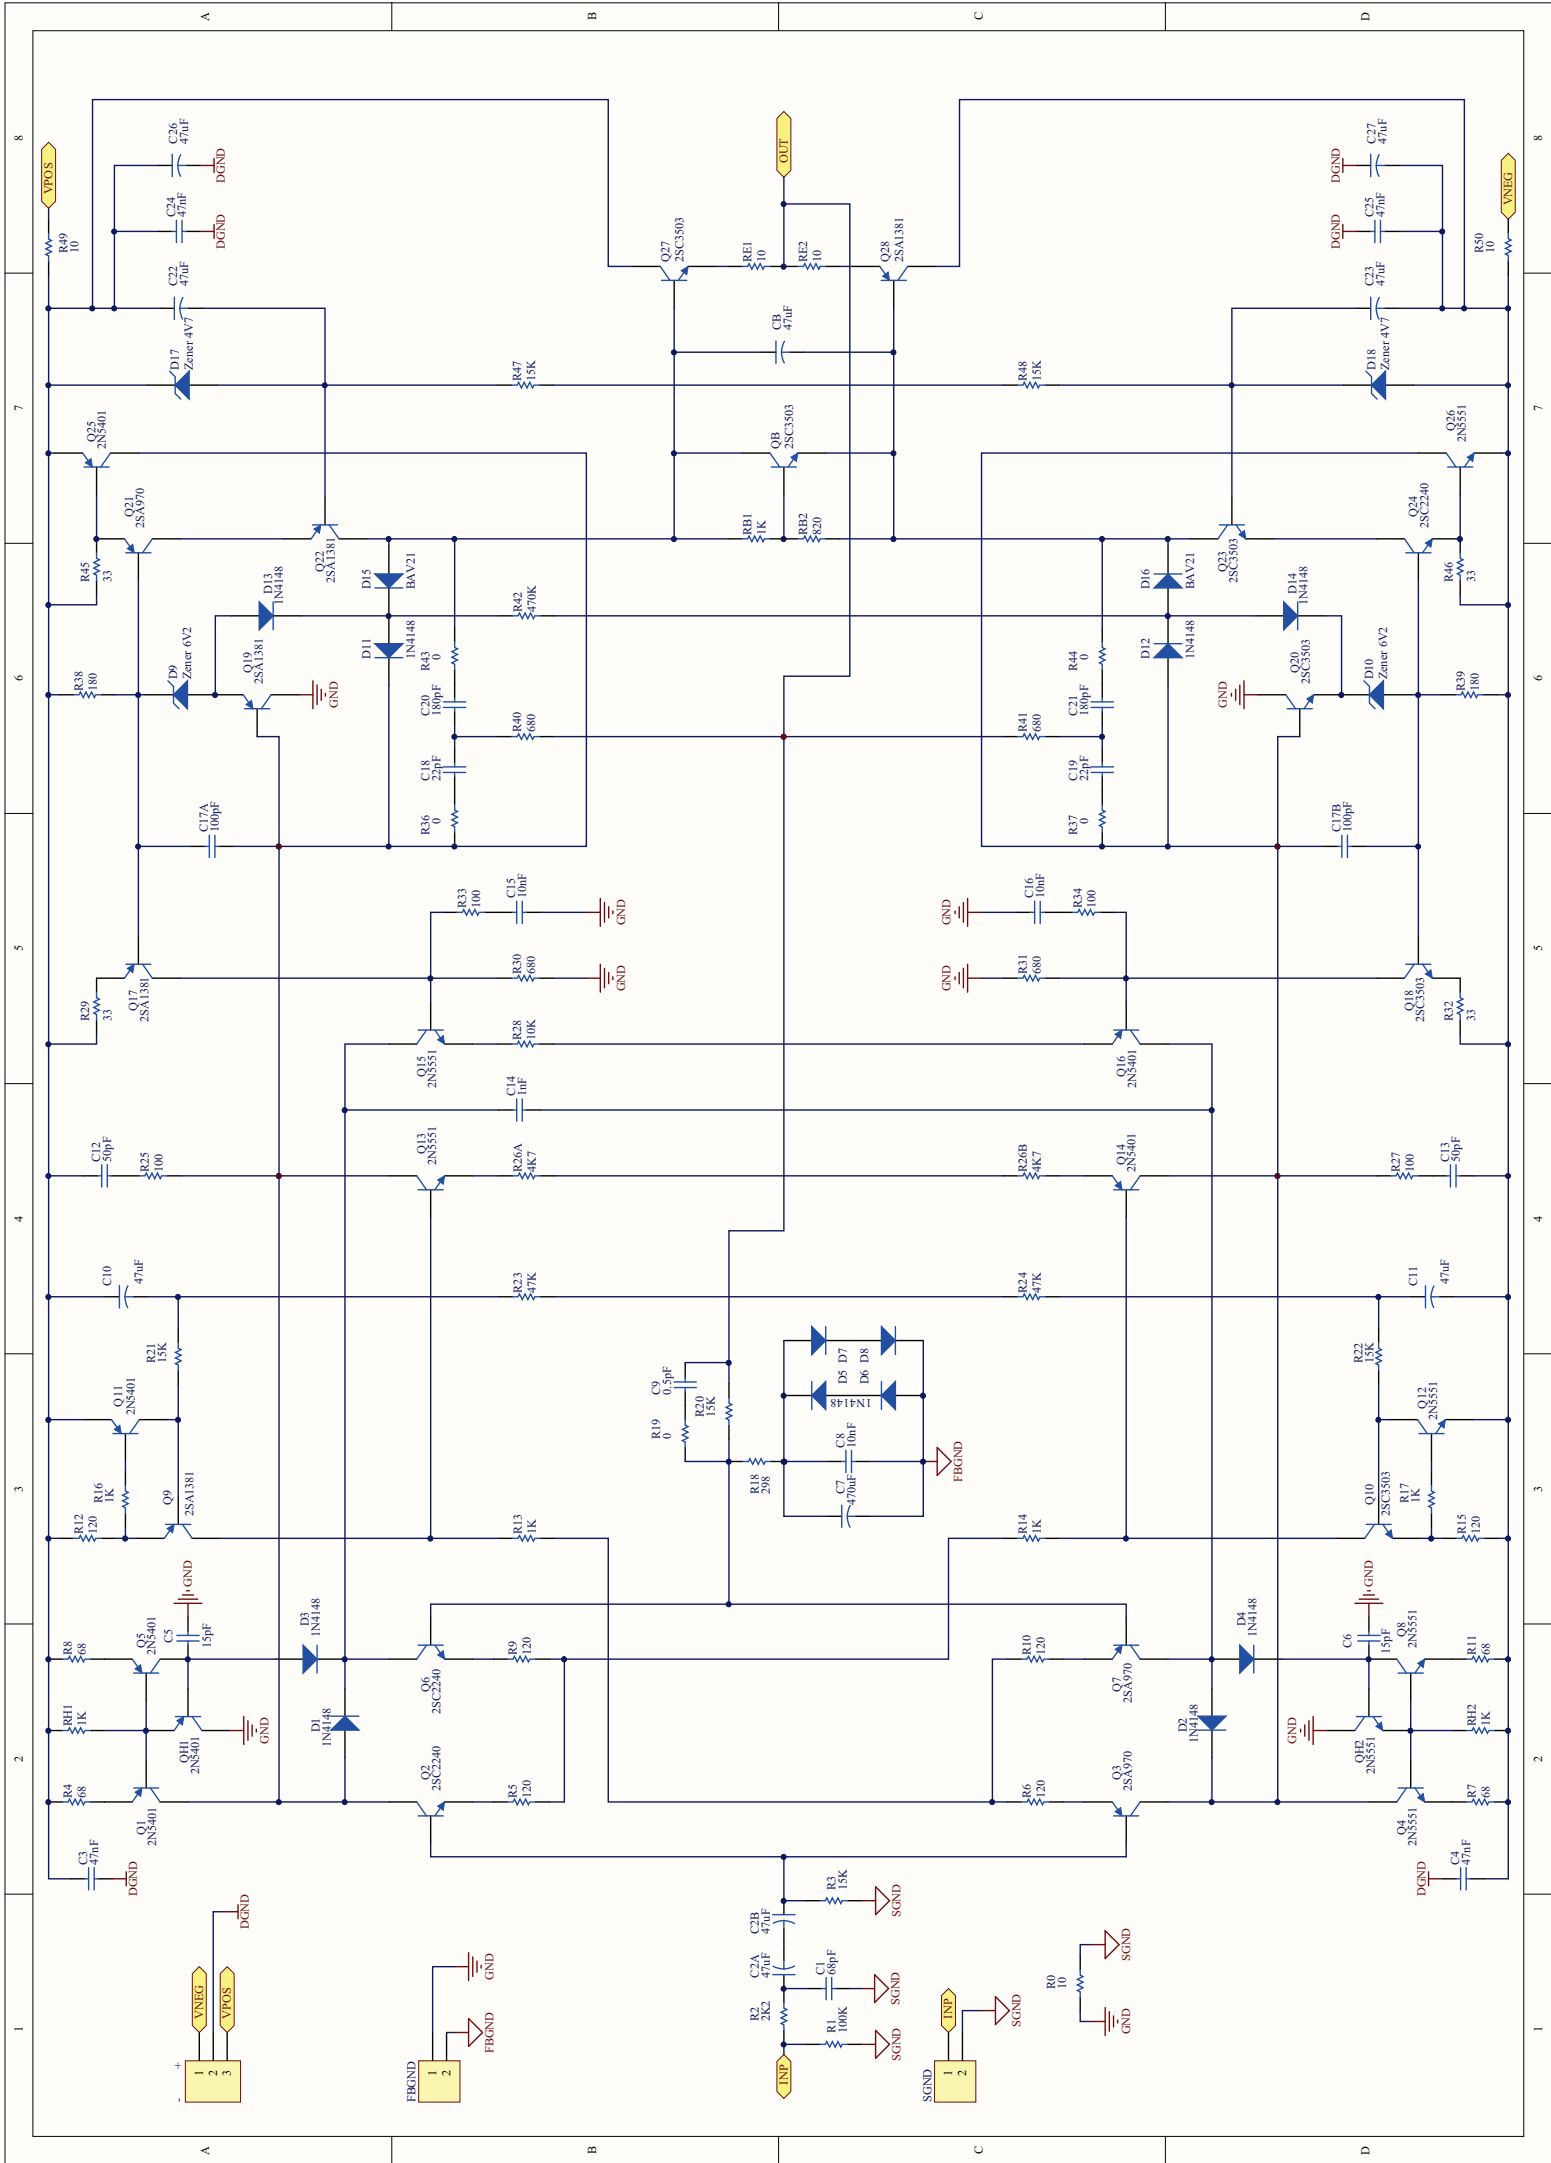 1
2
3
4
5
6
7
8
A
B
C
D
A
B
C
D
1
2
3
4
5
6
7
8
- +
1
2
3
VNEG
VPOS
DGND
FBGND
1
2
GND
FBGND
INP
R1
100K
SGND
R2
2K2
C1
68pF
SGND
C2A
47uF
C2B
47uF
R3
15K
SGND
SGND
1
2
INP
SGND
R0
10
GND
SGND
C3
47nF
DGND
C4
47nF
DGND
R4
68
Q1
2N5401
RH1
1K
QH1
2N5401
GND
R8
68
Q5
2N5401
C5
15pF
GND
D3
1N4148
D1
1N4148
Q2
2SC2240
Q6
2SC2240
R5
120
R9
120
R6
120
R10
120
Q3
2SA970
Q7
2SA970
D2
1N4148
D4
1N4148
GND
QH2
2N5551
C6
15pF
GND
Q4
2N5551
Q8
2N5551
R7
68
RH2
1K
R11
68
R12
120
R16
1K
Q9
2SA1381
Q11
2N5401
R21
15K
C10
47uF
R13
1K
R23
47K
R19
0
C9
0.5pF
R20
15K
R18
298
C7
470uF
C8
10nF
D5 D7
D6 D8
1N4148
FBGND
R14
1K
R24
47K
Q10
2SC3503
R17
1K
R15
120
Q12
2N5551
R22
15K
C11
47uF
C12
50pF
R25
100
Q13
2N5551
R26A
4K7
R26B
4K7
Q14
2N5401
R27
100
C13
50pF
C14
1nF
Q15
2N5551
R28
10K
Q16
2N5401
R29
33
Q17
2SA1381
R30
680
GND
R33
100
C15
10nF
GND
R31
680
GND
C16
10nF
R34
100
GND
Q18
2SC3503
R32
33
C17A
100pF
C17B
100pF
R36
0
C18
22pF
C20
180pF
R43
0
R40
680
R37
0
C19
22pF
C21
180pF
R44
0
R41
680
R38
180
D9
Zener 6V2
Q19
2SA1381
GND
D13
1N4148
D11
1N4148
D15
BAV21
R42
470K
D12
1N4148
D16
BAV21
D14
1N4148
GND
Q20
2SC3503
D10
Zener 6V2
R39
180
R45
33
Q21
2SA970
Q22
2SA1381
Q25
2N5401
Q23
2SC3503
Q24
2SC2240
R46
33
Q26
2N5551
RB1
1K
RB2
820
QB
2SC3503
CB
47uF
D17
Zener 4V7
R47
15K
R48
15K
D18
Zener 4V7
C22
47uF
C24
47nF
DGND
C26
47uF
DGND
R49
10
VPOS
Q27
2SC3503
RE1
10
RE2
10
Q28
2SA1381
OUT
C23
47uF
C25
47nF
DGND
C27
47uF
DGND
R50
10
VNEG